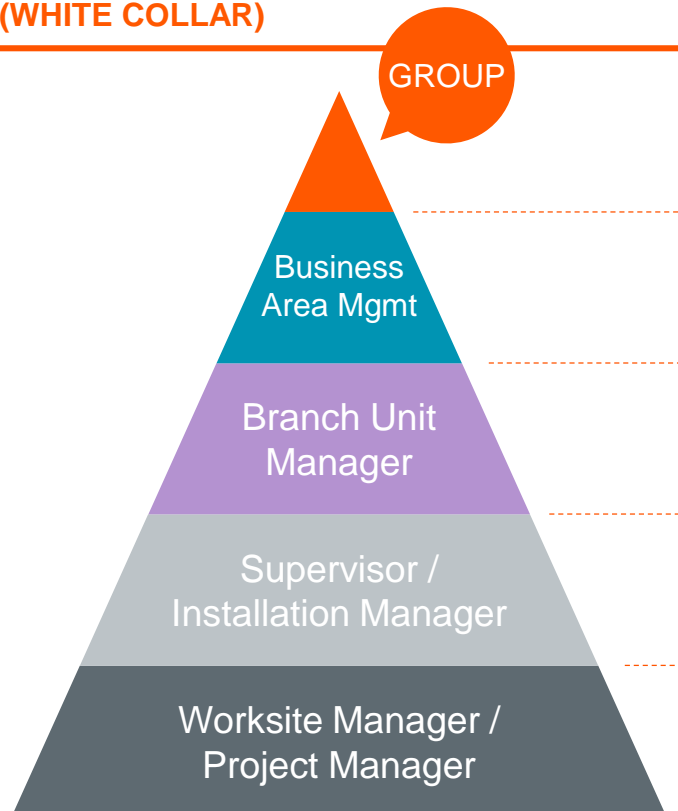 (WHITE COLLAR)
GROUP
Business
Area Mgmt
Branch Unit
Manager
Supervisor /
Installation Manager
Worksite Manager /
Project Manager